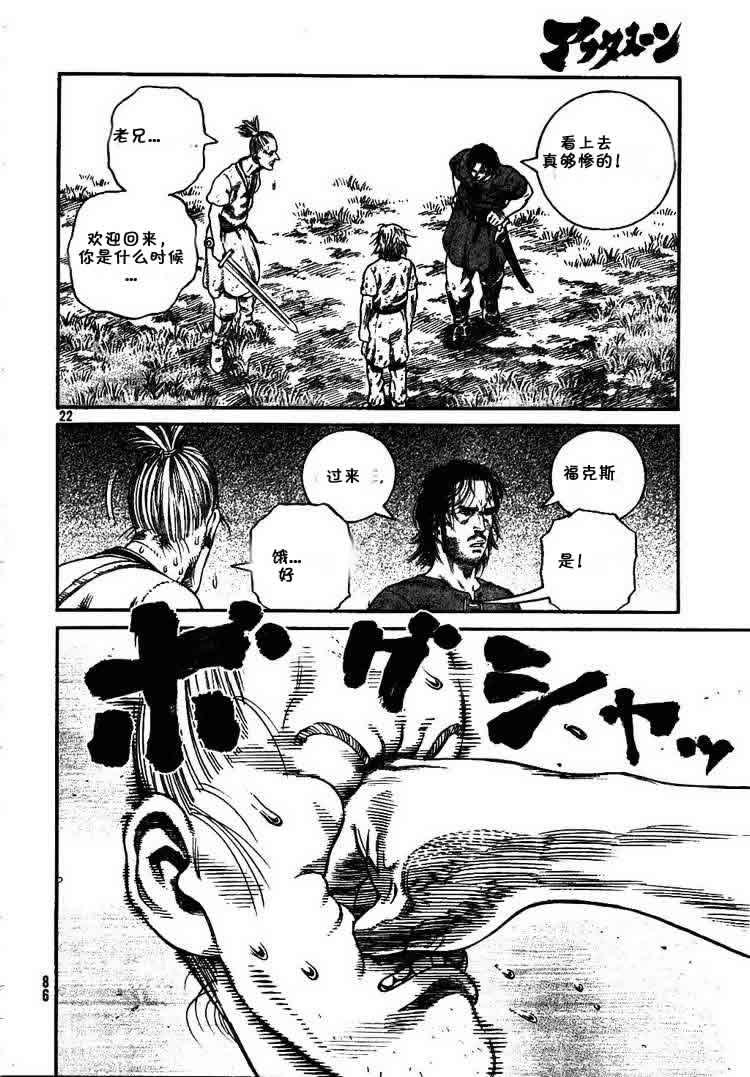 アフタヌーン
看上去
真够惨的!
老兄...
欢迎回来,
你是什么时候
...
22
福克斯
是!
过来
饿...
好
ボグシャッ
86